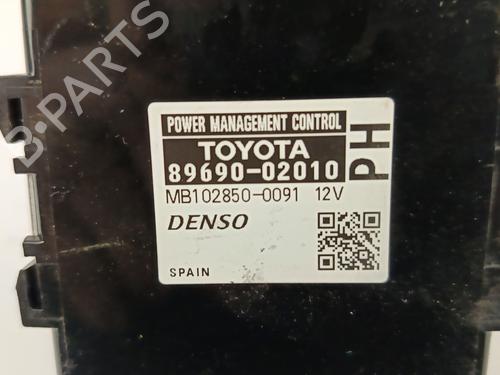 B-PARTS
POWER MANAGEMENT CONTROL
TOYOTA
89690-02010
PH
MB102850-0091 12V
DENSO
SPAIN